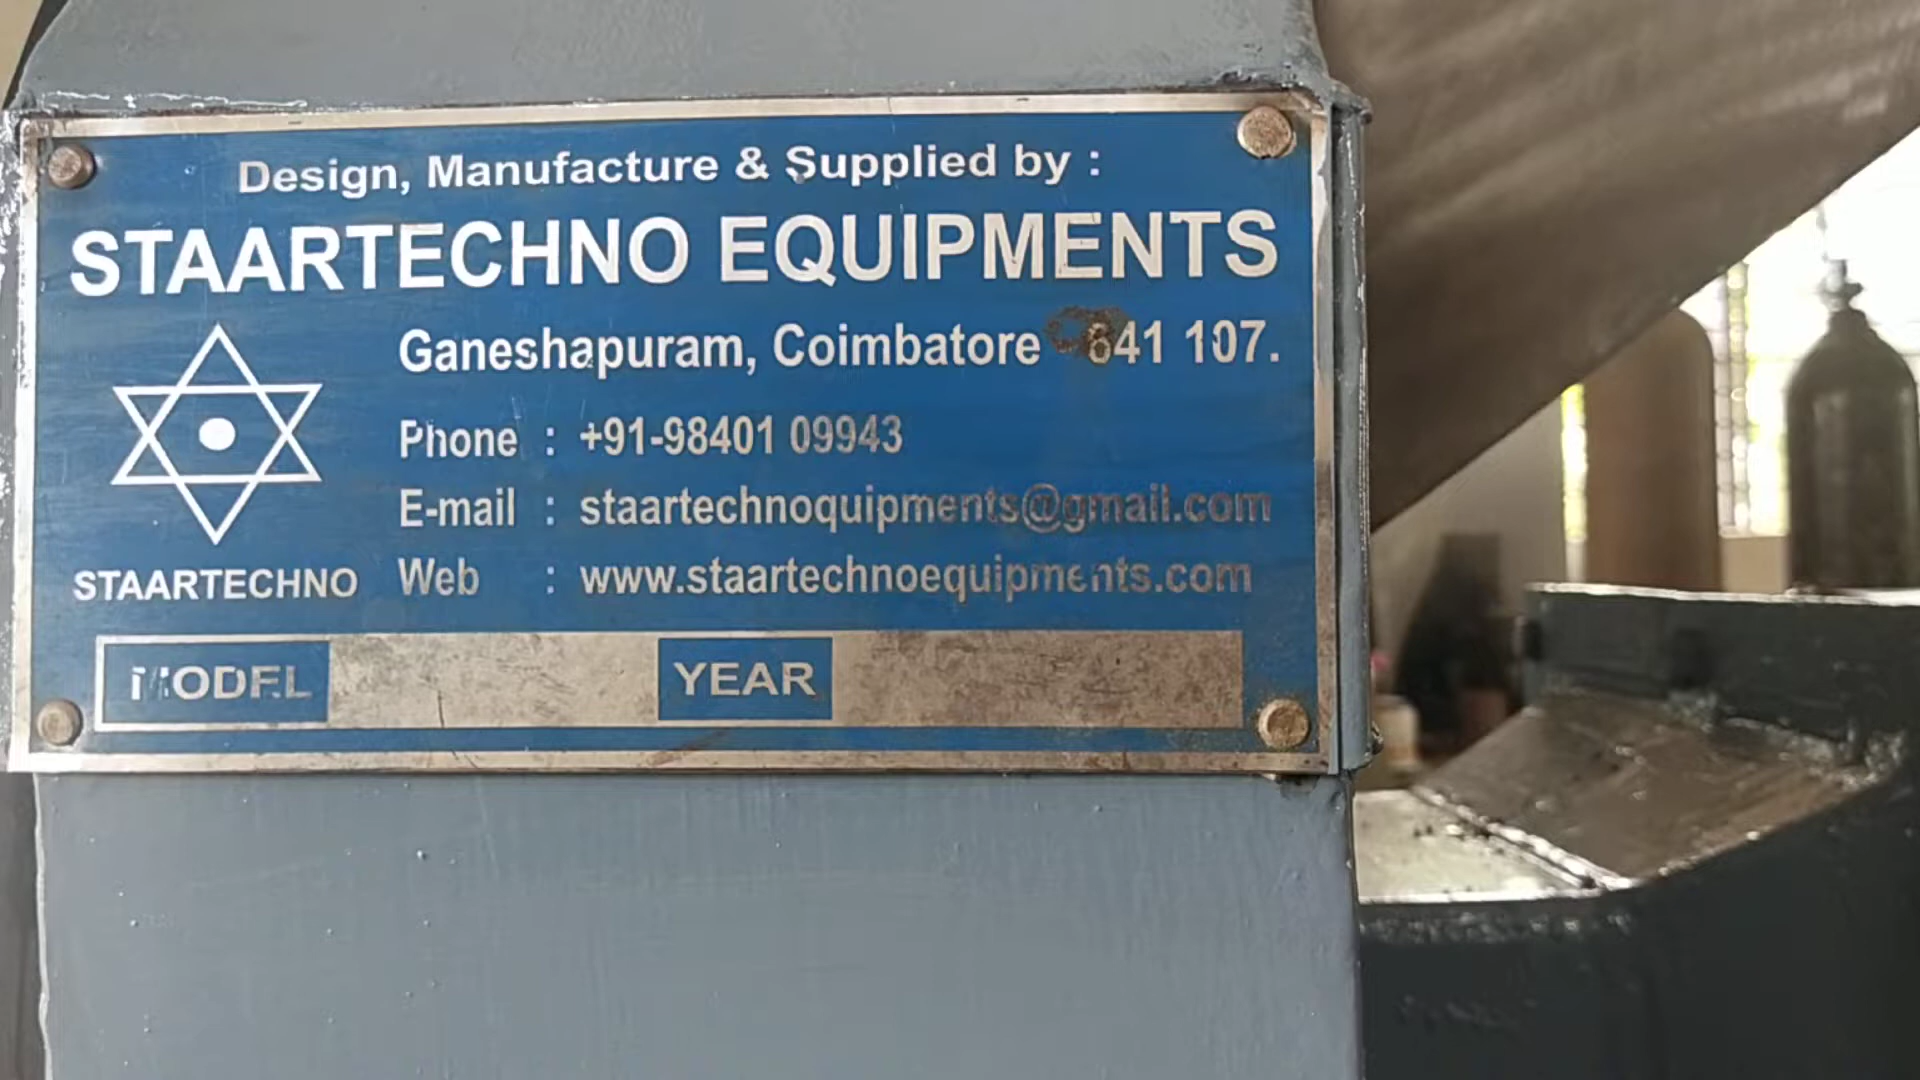 Design, Manufacture & Supplied by :
STAARTECHNO EQUIPMENTS
Ganeshapuram, Coimbatore 641 107.
Phone : +91-98401 09943
E-mail : staartechnoquipments@gmail.com
STAARTECHNO
Web : www.staartechnoequipments.com
MODEL YEAR